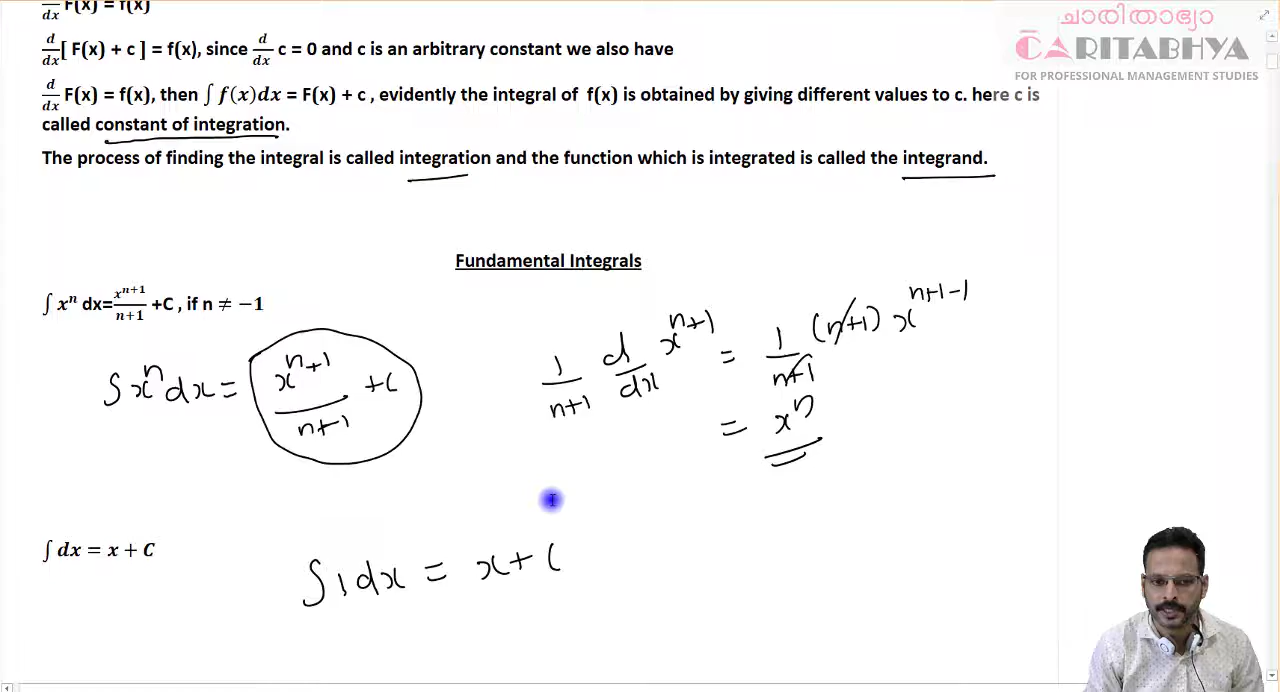 d/dx F(x) = f(x)
ചാരിതാഭ്യാ
CARITABHYA
FOR PROFESSIONAL MANAGEMENT STUDIES
d/dx [ F(x) + c ] = f(x), since d/dx c = 0 and c is an arbitrary constant we also have
d/dx F(x) = f(x), then ∫ f(x)dx = F(x) + c , evidently the integral of f(x) is obtained by giving different values to c. here c is
called constant of integration.
The process of finding the integral is called integration and the function which is integrated is called the integrand.
Fundamental Integrals
∫ xⁿ dx= xⁿ⁺¹/n+1 +C , if n ≠ −1
∫ xⁿ dx = xⁿ⁺¹/n+1 + C
1/n+1 d/dx xⁿ⁺¹ = 1/n+1 (n+1) xⁿ⁺¹⁻¹
= xⁿ
∫ dx = x + C
∫ 1 dx = x + C